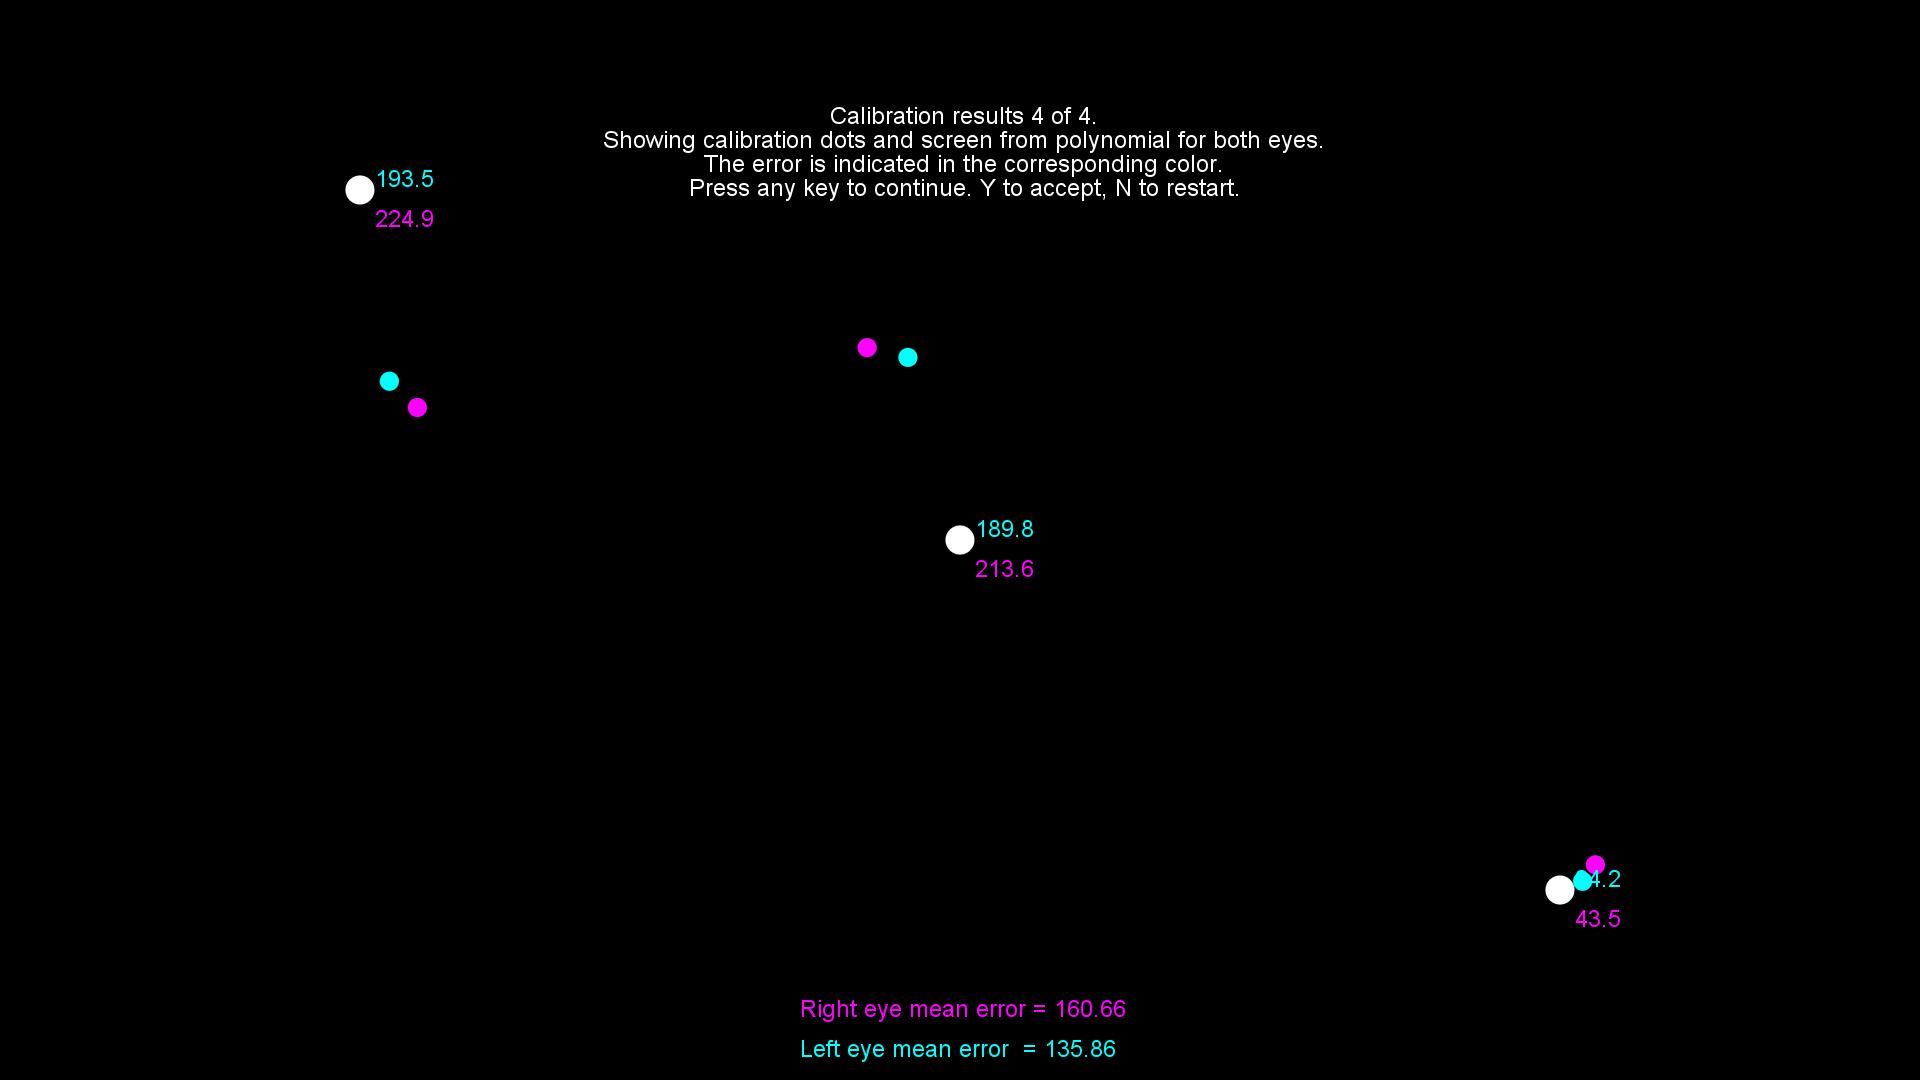 Calibration results 4 of 4.
Showing calibration dots and screen from polynomial for both eyes.
The error is indicated in the corresponding color.
Press any key to continue. Y to accept, N to restart.
193.5
224.9
189.8
213.6
43.5
Right eye mean error = 160.66
Left eye mean error  = 135.86